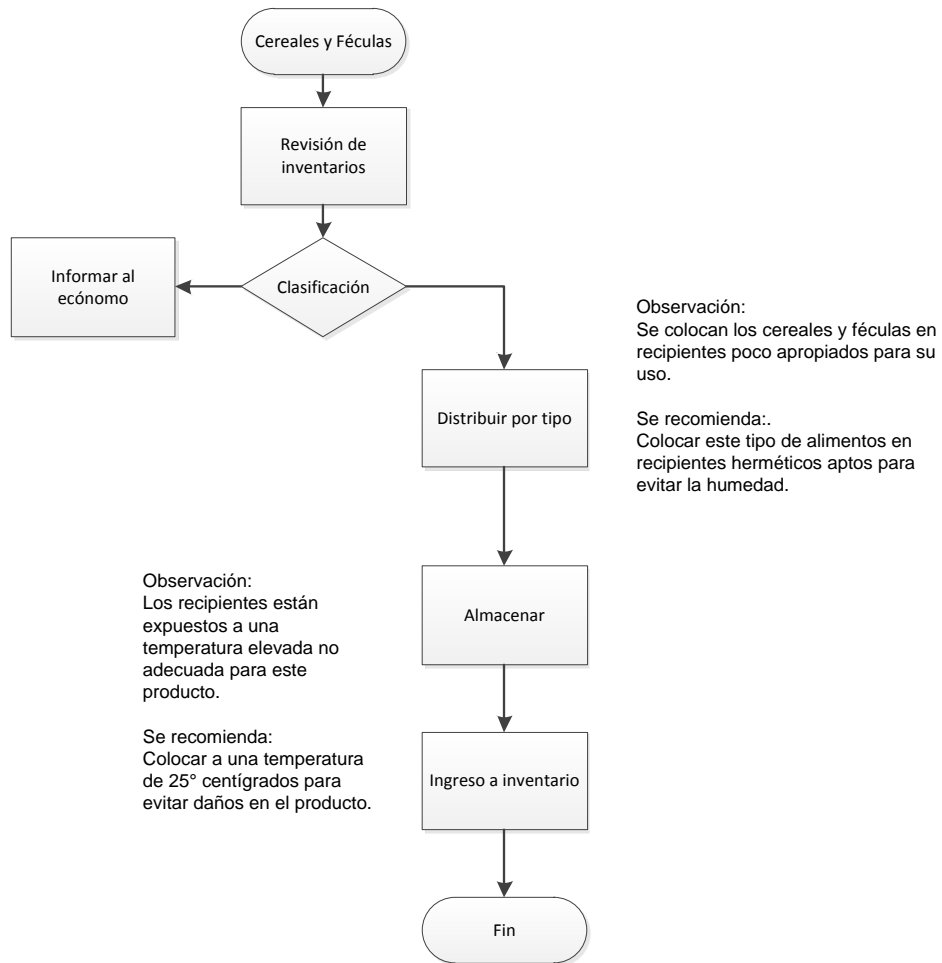 Cereales y Féculas
Revisión de
inventarios
Informar al
ecónomo
Clasificación
Observación:
Se colocan los cereales y féculas en
recipientes poco apropiados para su
uso.
Se recomienda:.
Colocar este tipo de alimentos en
recipientes herméticos aptos para
evitar la humedad.
Distribuir por tipo
Observación:
Los recipientes están
expuestos a una
temperatura elevada no
adecuada para este
producto.
Se recomienda:
Colocar a una temperatura
de 25° centígrados para
evitar daños en el producto.
Almacenar
Ingreso a inventario
Fin